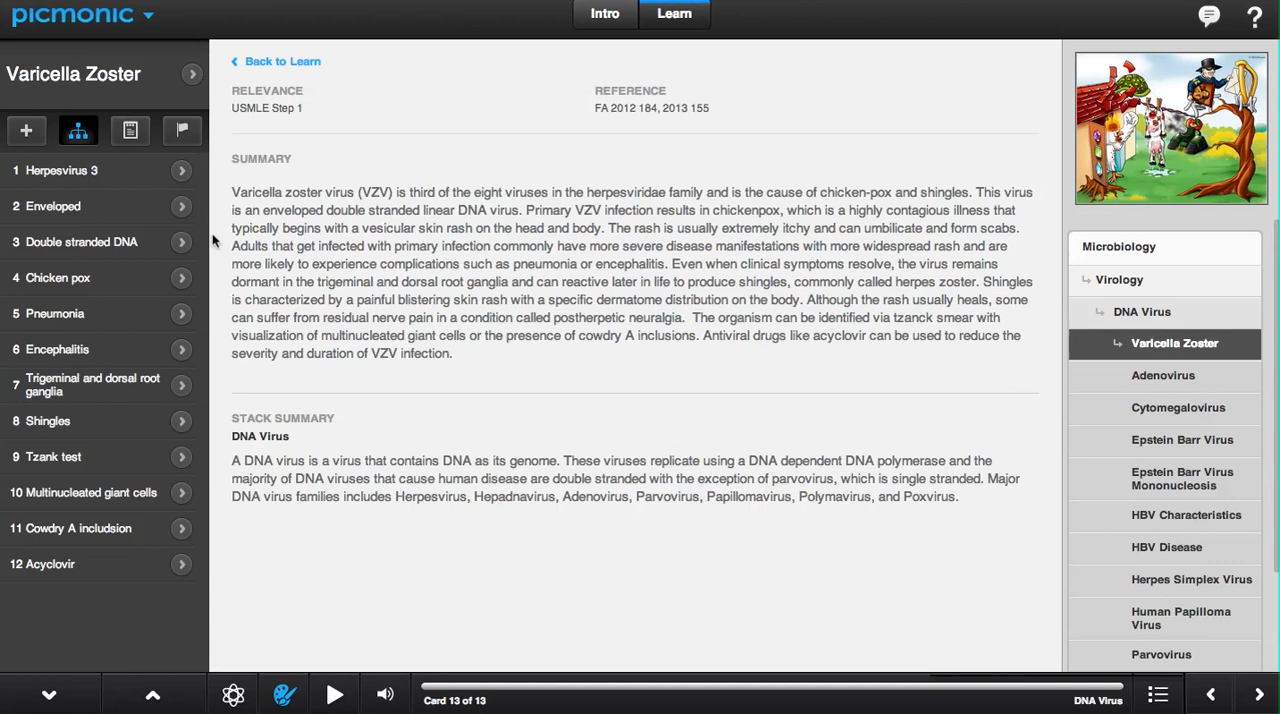 picmonic
Intro
Learn
?
Varicella Zoster
1 Herpesvirus 3
2 Enveloped
3 Double stranded DNA
4 Chicken pox
5 Pneumonia
6 Encephalitis
7 Trigeminal and dorsal root
ganglia
8 Shingles
9 Tzank test
10 Multinucleated giant cells
11 Cowdry A includsion
12 Acyclovir
Back to Learn
RELEVANCE
USMLE Step 1
REFERENCE
FA 2012 184, 2013 155
SUMMARY
Varicella zoster virus (VZV) is third of the eight viruses in the herpesviridae family and is the cause of chicken-pox and shingles. This virus
is an enveloped double stranded linear DNA virus. Primary VZV infection results in chickenpox, which is a highly contagious illness that
typically begins with a vesicular skin rash on the head and body. The rash is usually extremely itchy and can umbilicate and form scabs.
Adults that get infected with primary infection commonly have more severe disease manifestations with more widespread rash and are
more likely to experience complications such as pneumonia or encephalitis. Even when clinical symptoms resolve, the virus remains
dormant in the trigeminal and dorsal root ganglia and can reactive later in life to produce shingles, commonly called herpes zoster. Shingles
is characterized by a painful blistering skin rash with a specific dermatome distribution on the body. Although the rash usually heals, some
can suffer from residual nerve pain in a condition called postherpetic neuralgia. The organism can be identified via tzanck smear with
visualization of multinucleated giant cells or the presence of cowdry A inclusions. Antiviral drugs like acyclovir can be used to reduce the
severity and duration of VZV infection.
STACK SUMMARY
DNA Virus
A DNA virus is a virus that contains DNA as its genome. These viruses replicate using a DNA dependent DNA polymerase and the
majority of DNA viruses that cause human disease are double stranded with the exception of parvovirus, which is single stranded. Major
DNA virus families includes Herpesvirus, Hepadnavirus, Adenovirus, Parvovirus, Papillomavirus, Polymavirus, and Poxvirus.
Microbiology
Virology
DNA Virus
Varicella Zoster
Adenovirus
Cytomegalovirus
Epstein Barr Virus
Epstein Barr Virus
Mononucleosis
HBV Characteristics
HBV Disease
Herpes Simplex Virus
Human Papilloma
Virus
Parvovirus
Card 13 of 13
DNA Virus